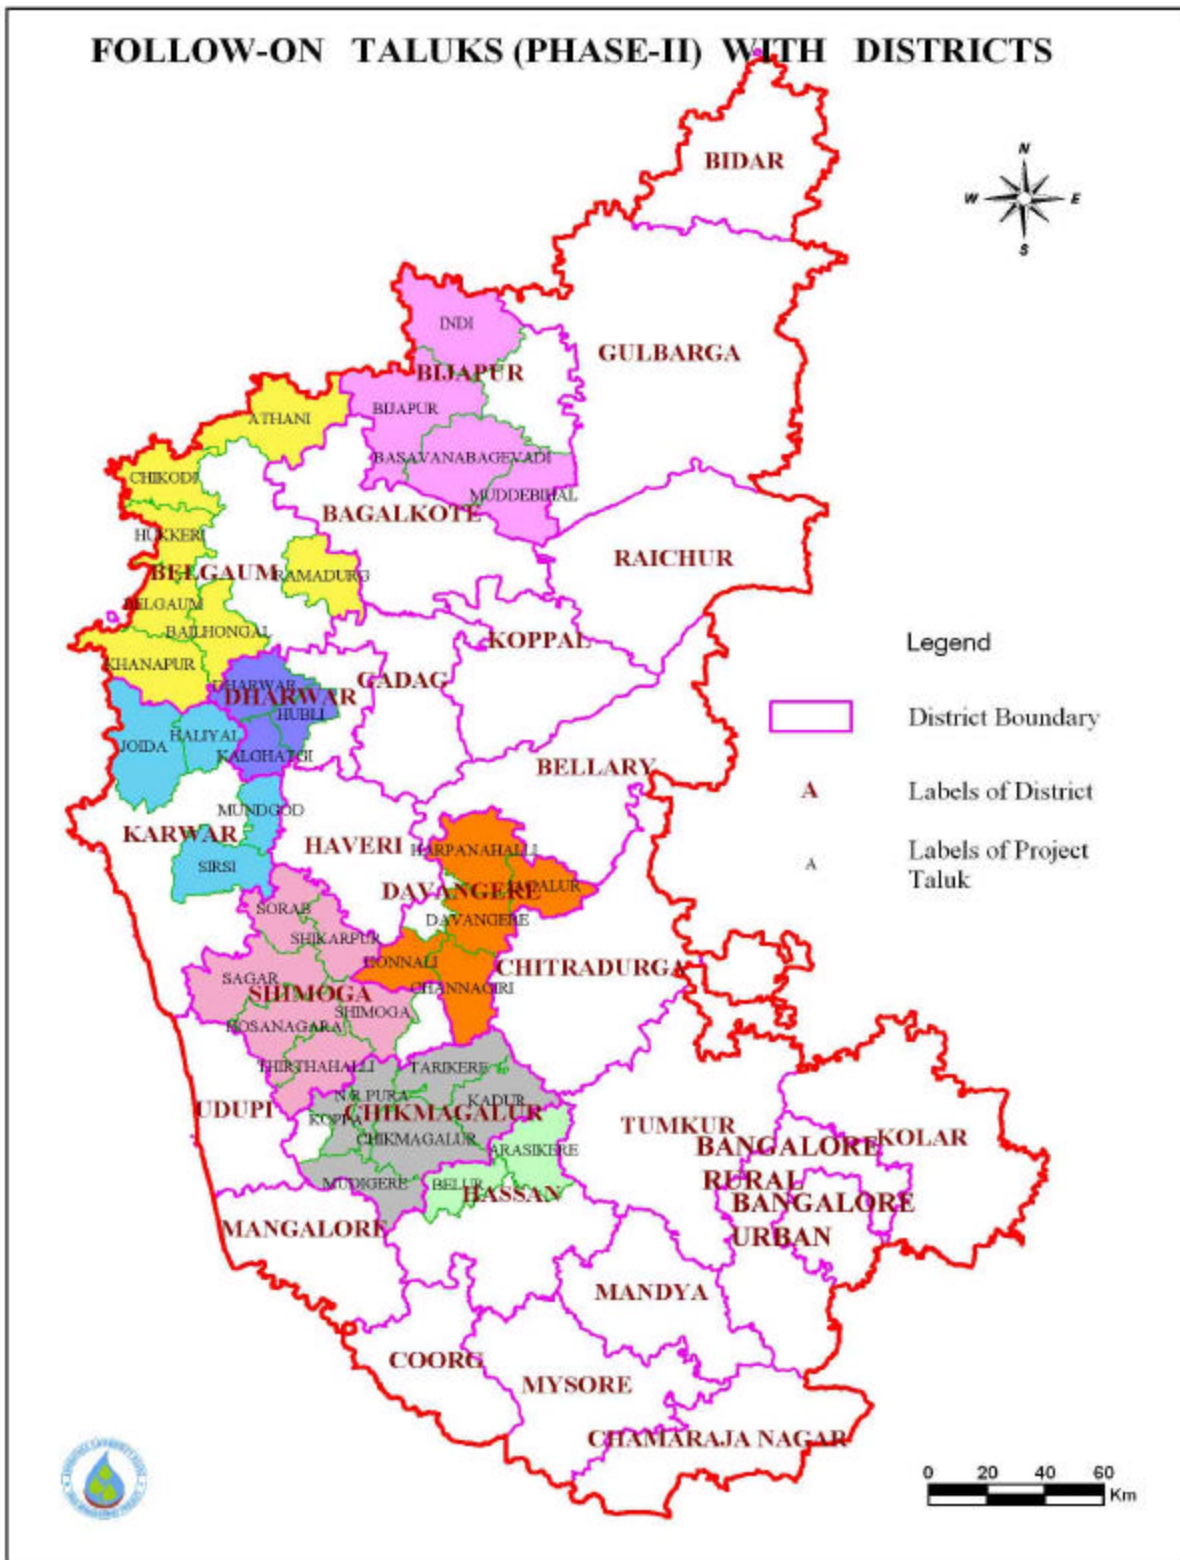 FOLLOW-ON TALUKS (PHASE-II) WITH DISTRICTS
BIDAR
N
W E
S
INDI
GULBARGA
BIJAPUR
BIJAPUR
ATHANI
BASAVANABAGEVADI
CHIKODI
MUDDEBIHAL
BAGALKOTE
HUKKERI
RAICHUR
BELGAUM
RAMADURG
BELGAUM
BAILHONGAL
KOPPAL
Legend
KHANAPUR
GADAG
DHARWAR
DHARWAR
HUBLI
District Boundary
HALIYAL
JOIDA
KALGHATGI
BELLARY
A Labels of District
MUNDGOD
KARWAR
HAVERI
HARPANAHALLI
A Labels of Project
Taluk
SIRSI
DAVANGERE
SORAB
DAVANGERE
SHIKARPUR
HONNALI
CHITRADURGA
SAGAR
CHANNAGIRI
SHIMOGA
SHIMOGA
HOSANAGARA
THIRTHAHALLI
TARIKERE
N.R.PURA
KADUR
UDUPI
KOPPA
CHIKMAGALUR
TUMKUR
KOLAR
CHIKMAGALUR
BANGALORE
RURAL
ARASIKERE
MUDIGERE
BELUR
HASSAN
BANGALORE
URBAN
MANGALORE
MANDYA
COORG
MYSORE
CHAMARAJA NAGAR
0 20 40 60
Km